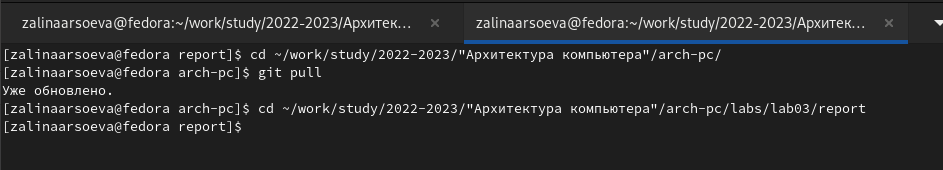 zalinaarsoeva@fedora:~/work/study/2022-2023/Архитек...
zalinaarsoeva@fedora:~/work/study/2022-2023/Архитек...
[zalinaarsoeva@fedora report]$ cd ~/work/study/2022-2023/"Архитектура компьютера"/arch-pc/
[zalinaarsoeva@fedora arch-pc]$ git pull
Уже обновлено.
[zalinaarsoeva@fedora arch-pc]$ cd ~/work/study/2022-2023/"Архитектура компьютера"/arch-pc/labs/lab03/report
[zalinaarsoeva@fedora report]$